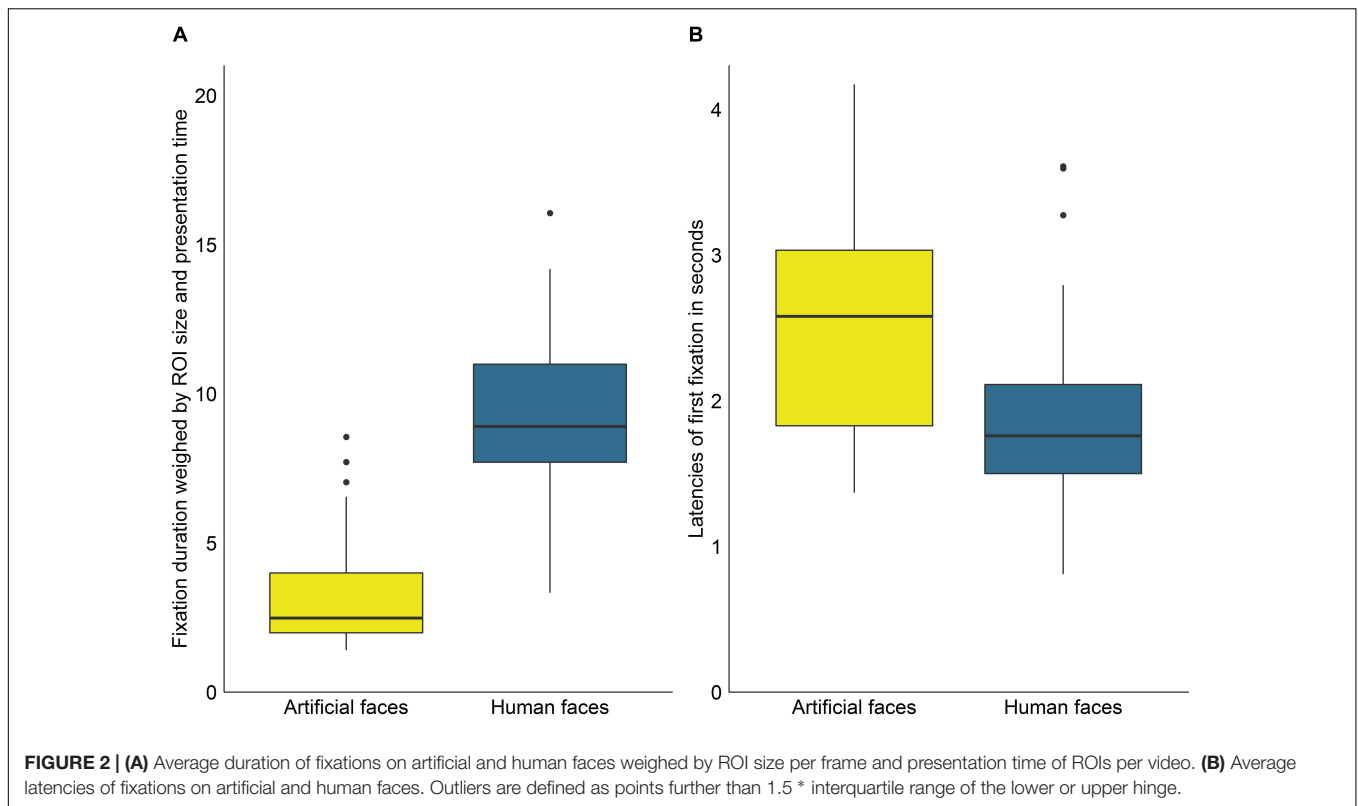 A
B
Fixation duration weighed by ROI size and presentation time
20
15
10
5
0
Artificial faces
Human faces
Latencies of first fixation in seconds
4
3
2
1
0
Artificial faces
Human faces
FIGURE 2 | (A) Average duration of fixations on artificial and human faces weighed by ROI size per frame and presentation time of ROIs per video. (B) Average
latencies of fixations on artificial and human faces. Outliers are defined as points further than 1.5 * interquartile range of the lower or upper hinge.